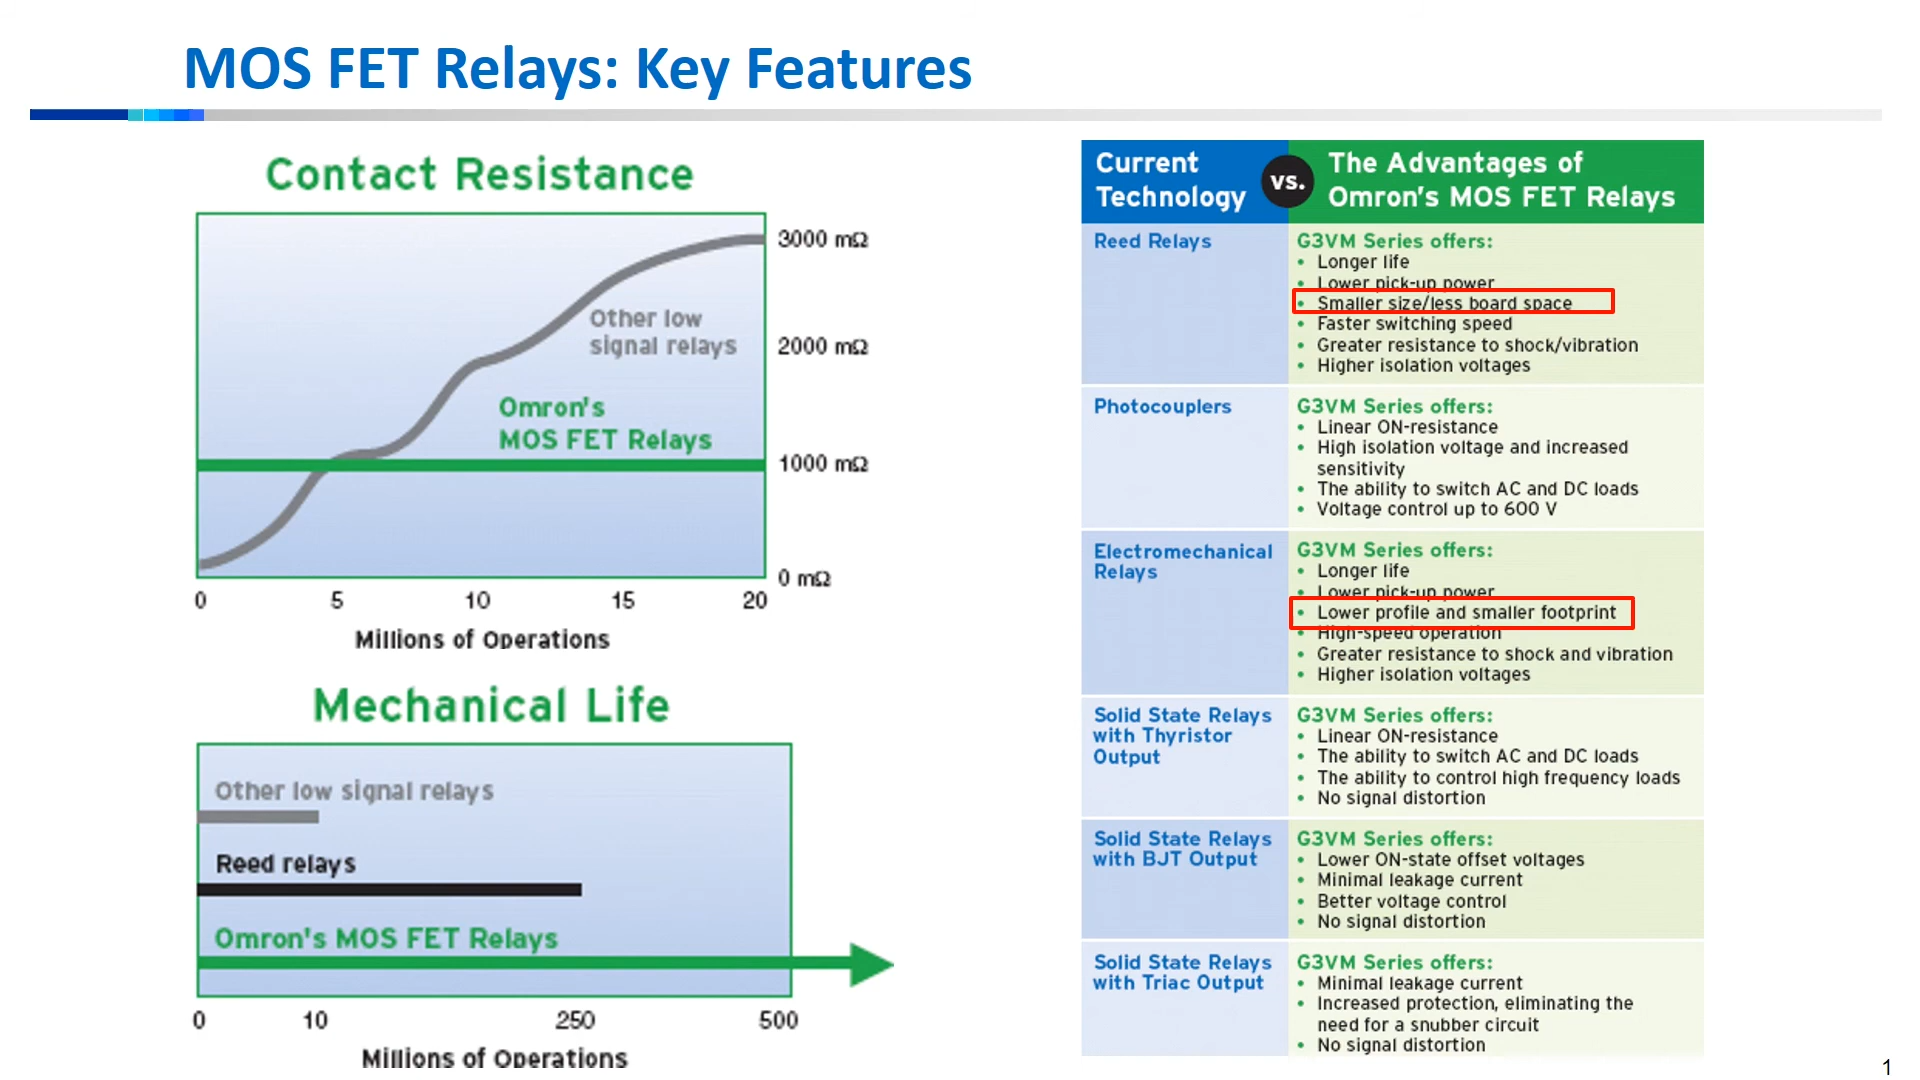 MOS FET Relays: Key Features
Contact Resistance
3000 mΩ
Other low
signal relays
2000 mΩ
Omron's
MOS FET Relays
1000 mΩ
0 mΩ
0 5 10 15 20
Millions of Operations
Mechanical Life
Other low signal relays
Reed relays
Omron's MOS FET Relays
0 10 250 500
Millions of Operations
Current
Technology
vs.
The Advantages of
Omron's MOS FET Relays
Reed Relays
G3VM Series offers:
• Longer life
• Lower pick-up power
• Smaller size/less board space
• Faster switching speed
• Greater resistance to shock/vibration
• Higher isolation voltages
Photocouplers
G3VM Series offers:
• Linear ON-resistance
• High isolation voltage and increased
sensitivity
• The ability to switch AC and DC loads
• Voltage control up to 600 V
Electromechanical
Relays
G3VM Series offers:
• Longer life
• Lower pick-up power
• Lower profile and smaller footprint
• High-speed operation
• Greater resistance to shock and vibration
• Higher isolation voltages
Solid State Relays
with Thyristor
Output
G3VM Series offers:
• Linear ON-resistance
• The ability to switch AC and DC loads
• The ability to control high frequency loads
• No signal distortion
Solid State Relays
with BJT Output
G3VM Series offers:
• Lower ON-state offset voltages
• Minimal leakage current
• Better voltage control
• No signal distortion
Solid State Relays
with Triac Output
G3VM Series offers:
• Minimal leakage current
• Increased protection, eliminating the
need for a snubber circuit
• No signal distortion
1